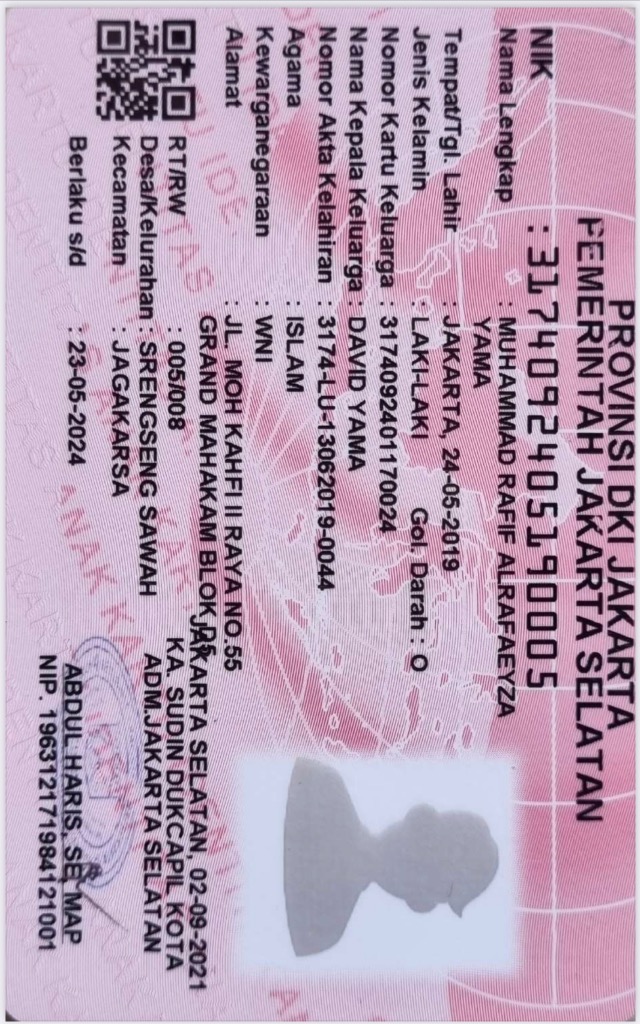 PROVINSI DKI JAKARTA
PEMERINTAH JAKARTA SELATAN
NIK : 3174092405190005
Nama Lengkap : MUHAMMAD RAFIF ALRAFAEYZA
YAMA
Tempat/Tgl. Lahir : JAKARTA, 24-05-2019
Jenis Kelamin : LAKI-LAKI Gol. Darah : O
Nomor Kartu Keluarga : 3174092401170024
Nama Kepala Keluarga : DAVID YAMA
Nomor Akta Kelahiran : 3174-LU-13062019-0044
Agama : ISLAM
Kewarganegaraan : WNI
Alamat : JL. MOH KAHFI II RAYA NO.55
GRAND MAHAKAM BLOK D5
RT/RW : 005/008
Desa/Kelurahan : SRENGSENG SAWAH
Kecamatan : JAGAKARSA
Berlaku s/d : 23-05-2024
JAKARTA SELATAN, 02-09-2021
KA. SUDIN DUKCAPIL KOTA
ADM.JAKARTA SELATAN
ABDUL HARIS, SE, MAP
NIP. 196312171984121001